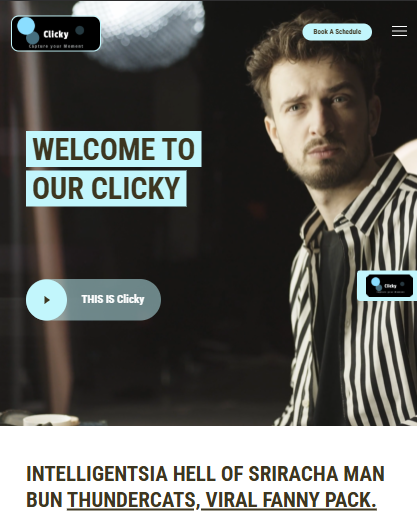 Clicky
Capture your Moment
Book A Schedule
WELCOME TO
OUR CLICKY
THIS IS Clicky
Clicky
INTELLIGENTSIA HELL OF SRIRACHA MAN
BUN THUNDERCATS, VIRAL FANNY PACK.